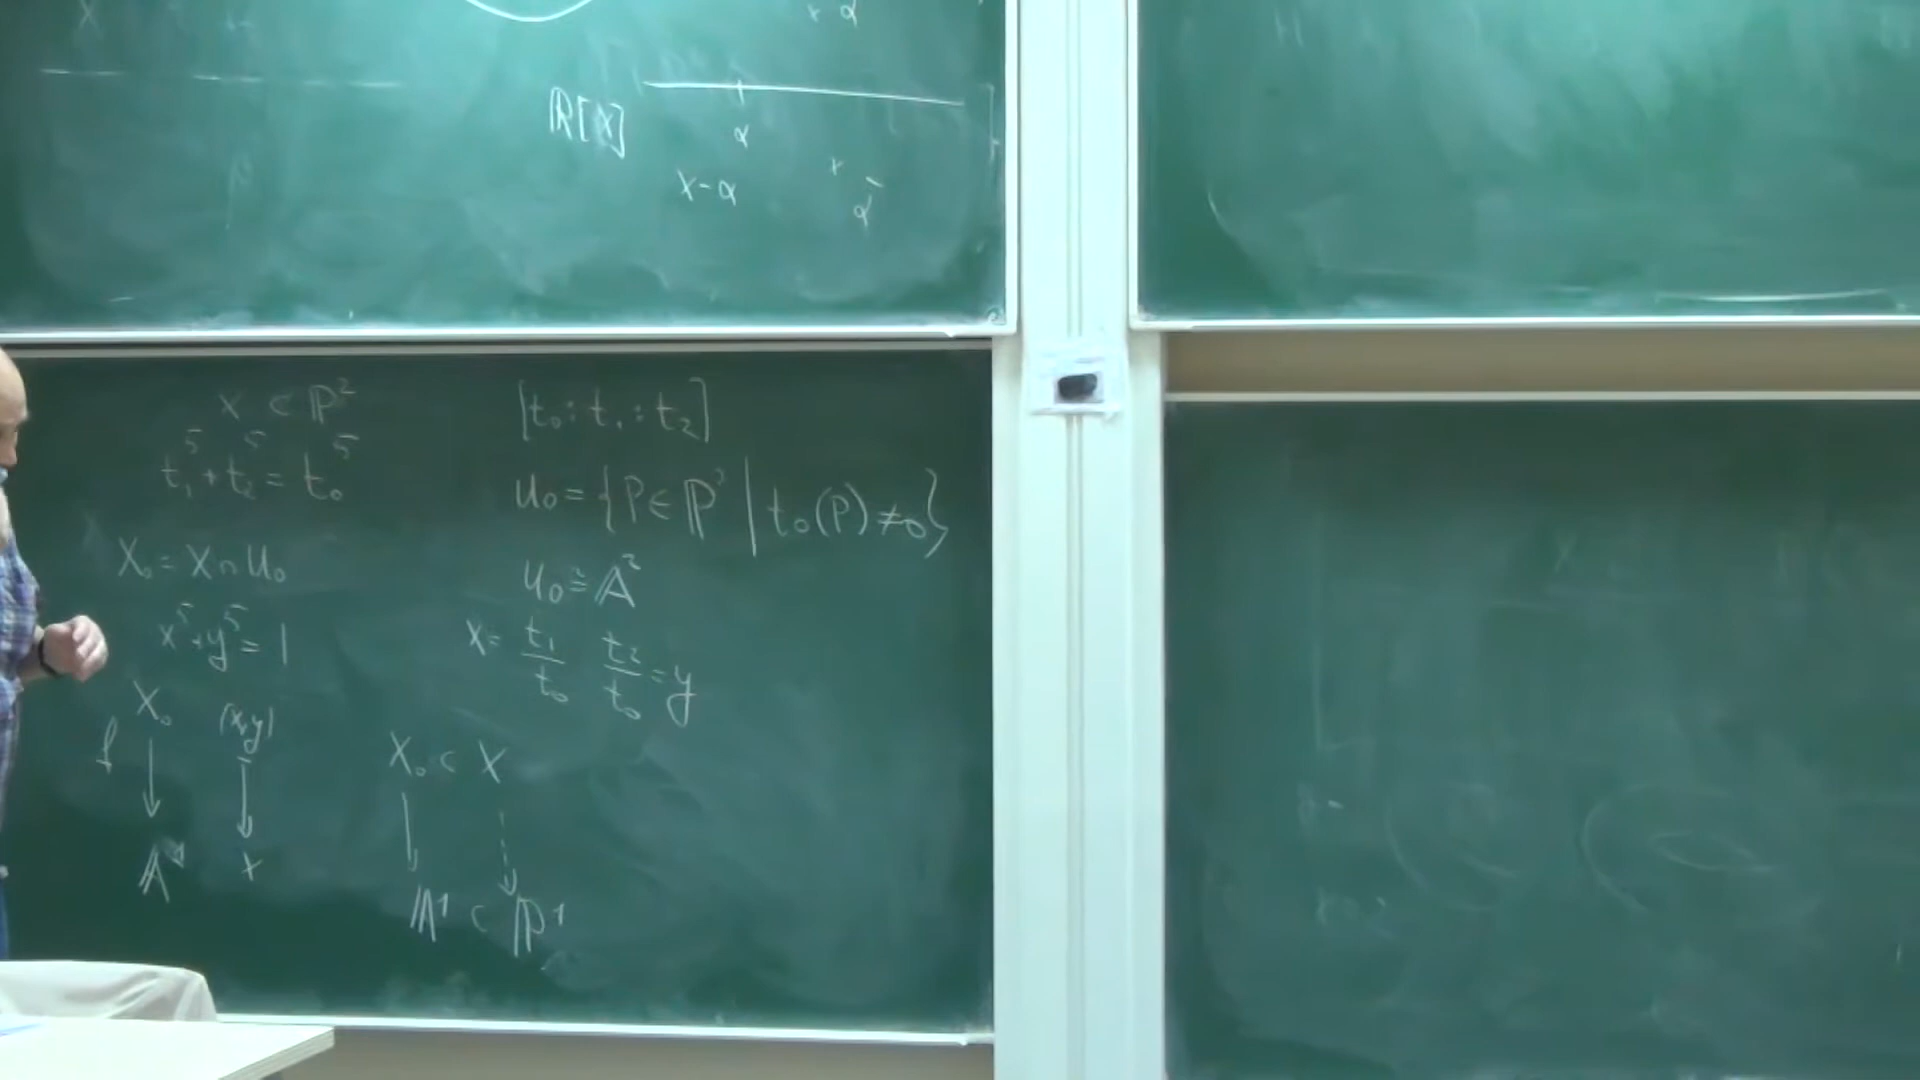 ℝ[X]
α
x-α
ᾱ
X ⊂ ℙ²
t₁⁵ + t₂⁵ = t₀⁵
X₀ = X ∩ U₀
x⁵ + y⁵ = 1
X₀ (x,y)
f
↓ ↓
𝔸¹ x
X₀ ⊂ X
↓ ⇣
𝔸¹ ⊂ ℙ¹
[t₀ : t₁ : t₂]
U₀ = {P ∈ ℙ² | t₀(P) ≠ 0}
U₀ ≅ 𝔸²
x = t₁/t₀ t₂/t₀ = y